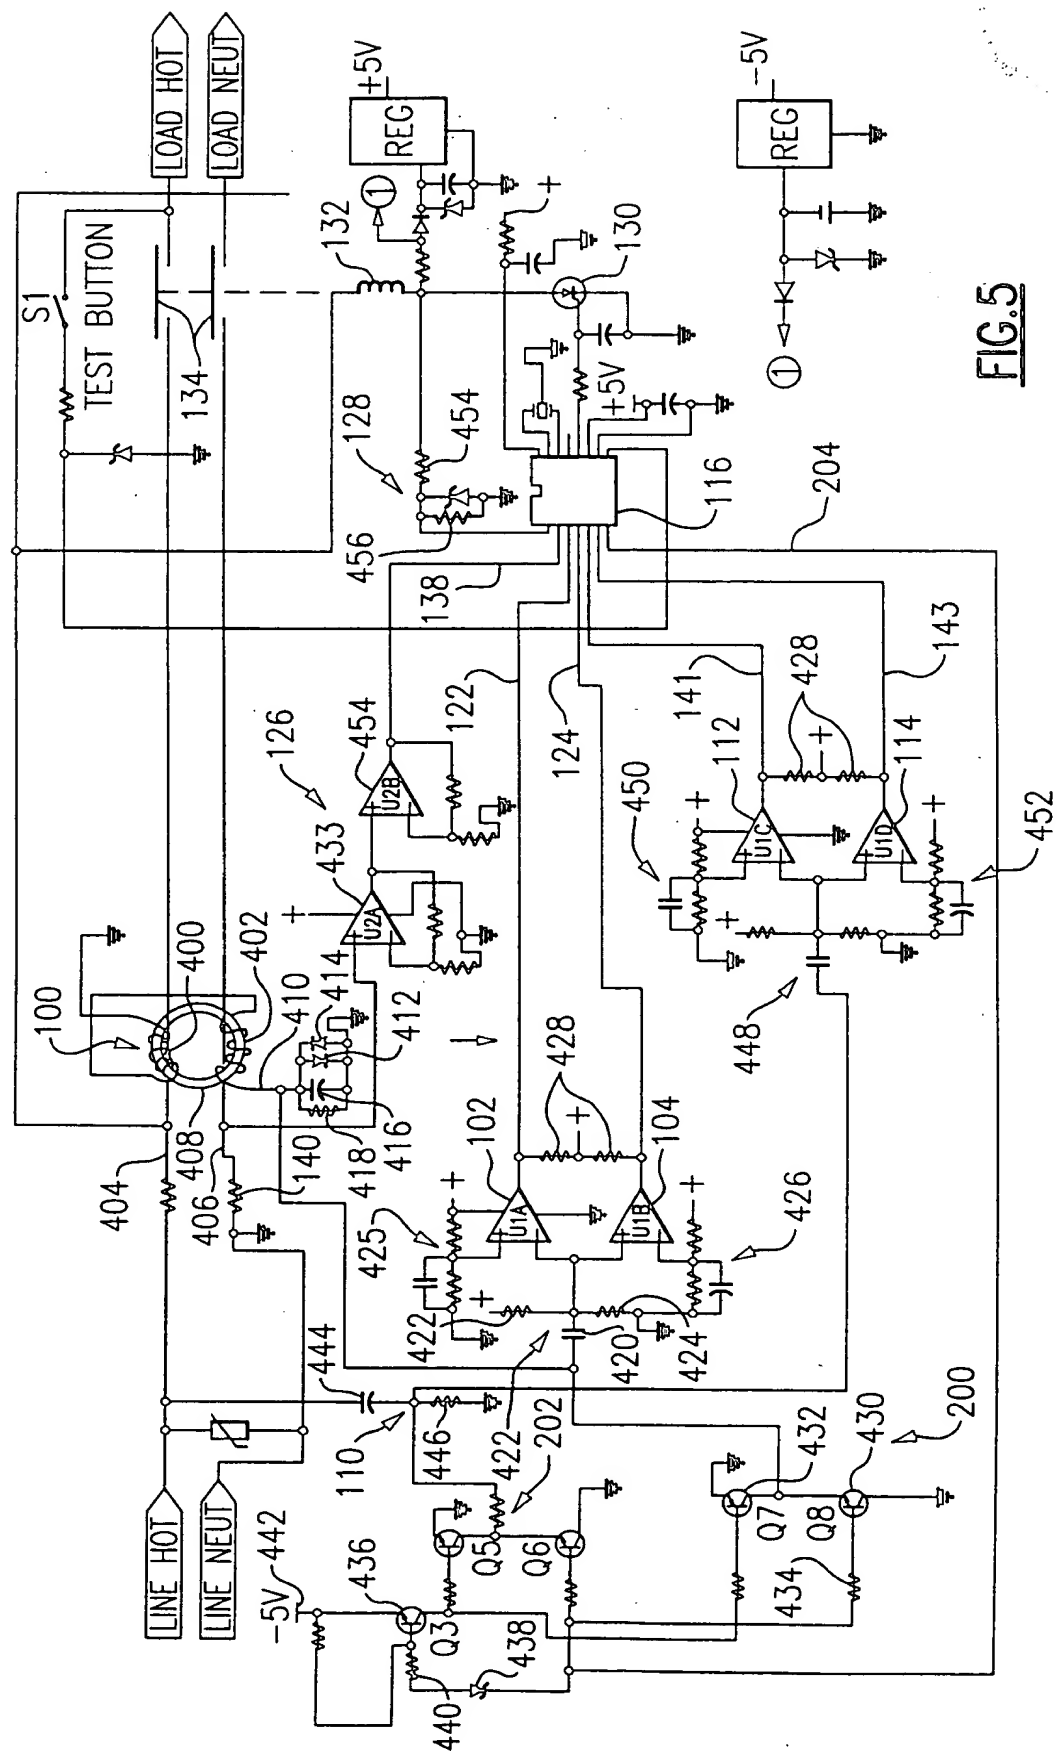 LOAD HOT
LOAD NEUT
S1
TEST BUTTON
134
132
REG
+5V
1
130
128
454
456
+5V
116
138
204
REG
-5V
1
FIG.5
100
400
402
408
410
414
412
416
418
404
406
140
126
433
454
U2A
U2B
122
124
141
143
450
112
U1C
428
114
U1D
452
448
425
102
U1A
428
104
U1B
426
422
420
424
422
444
110
446
202
LINE HOT
LINE NEUT
442
-5V
436
Q3
440
438
Q5
Q6
Q7
432
Q8
430
434
200